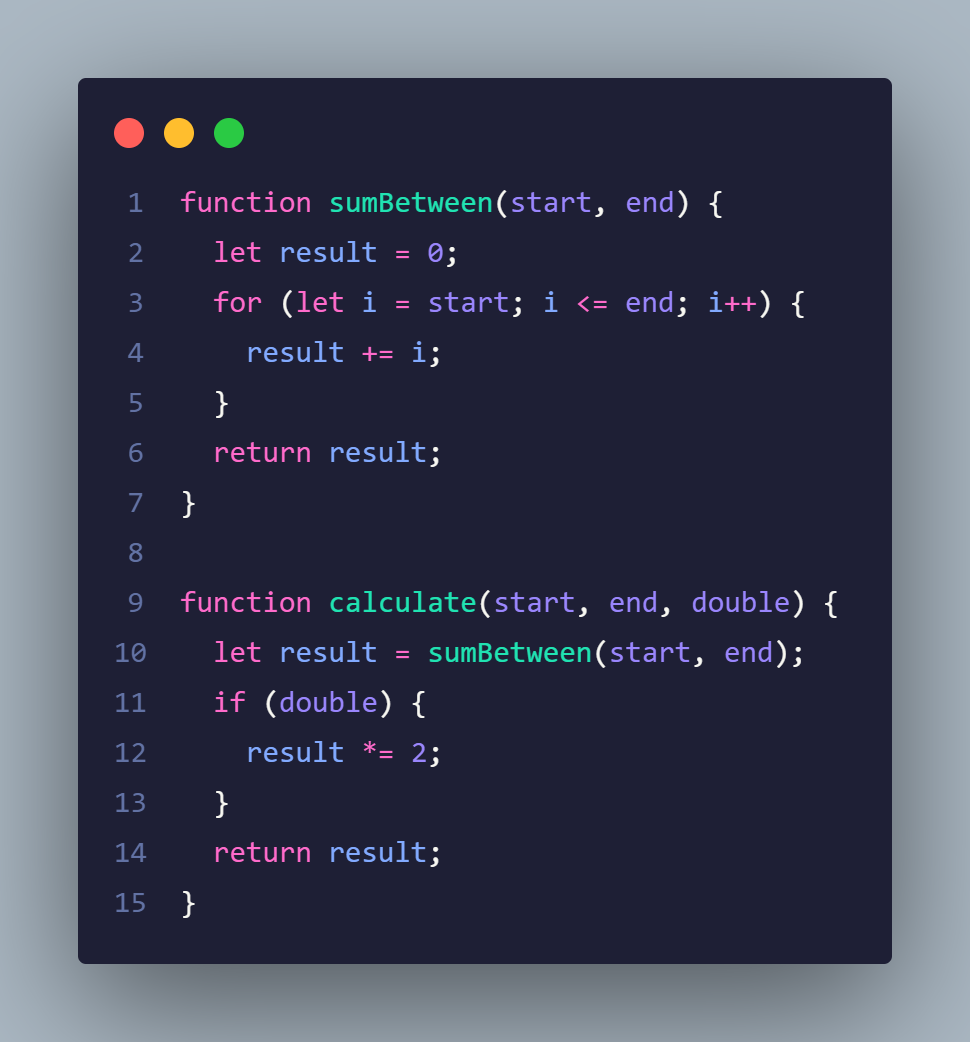 1 function sumBetween(start, end) {
2   let result = 0;
3   for (let i = start; i <= end; i++) {
4     result += i;
5   }
6   return result;
7 }
8
9 function calculate(start, end, double) {
10   let result = sumBetween(start, end);
11   if (double) {
12     result *= 2;
13   }
14   return result;
15 }